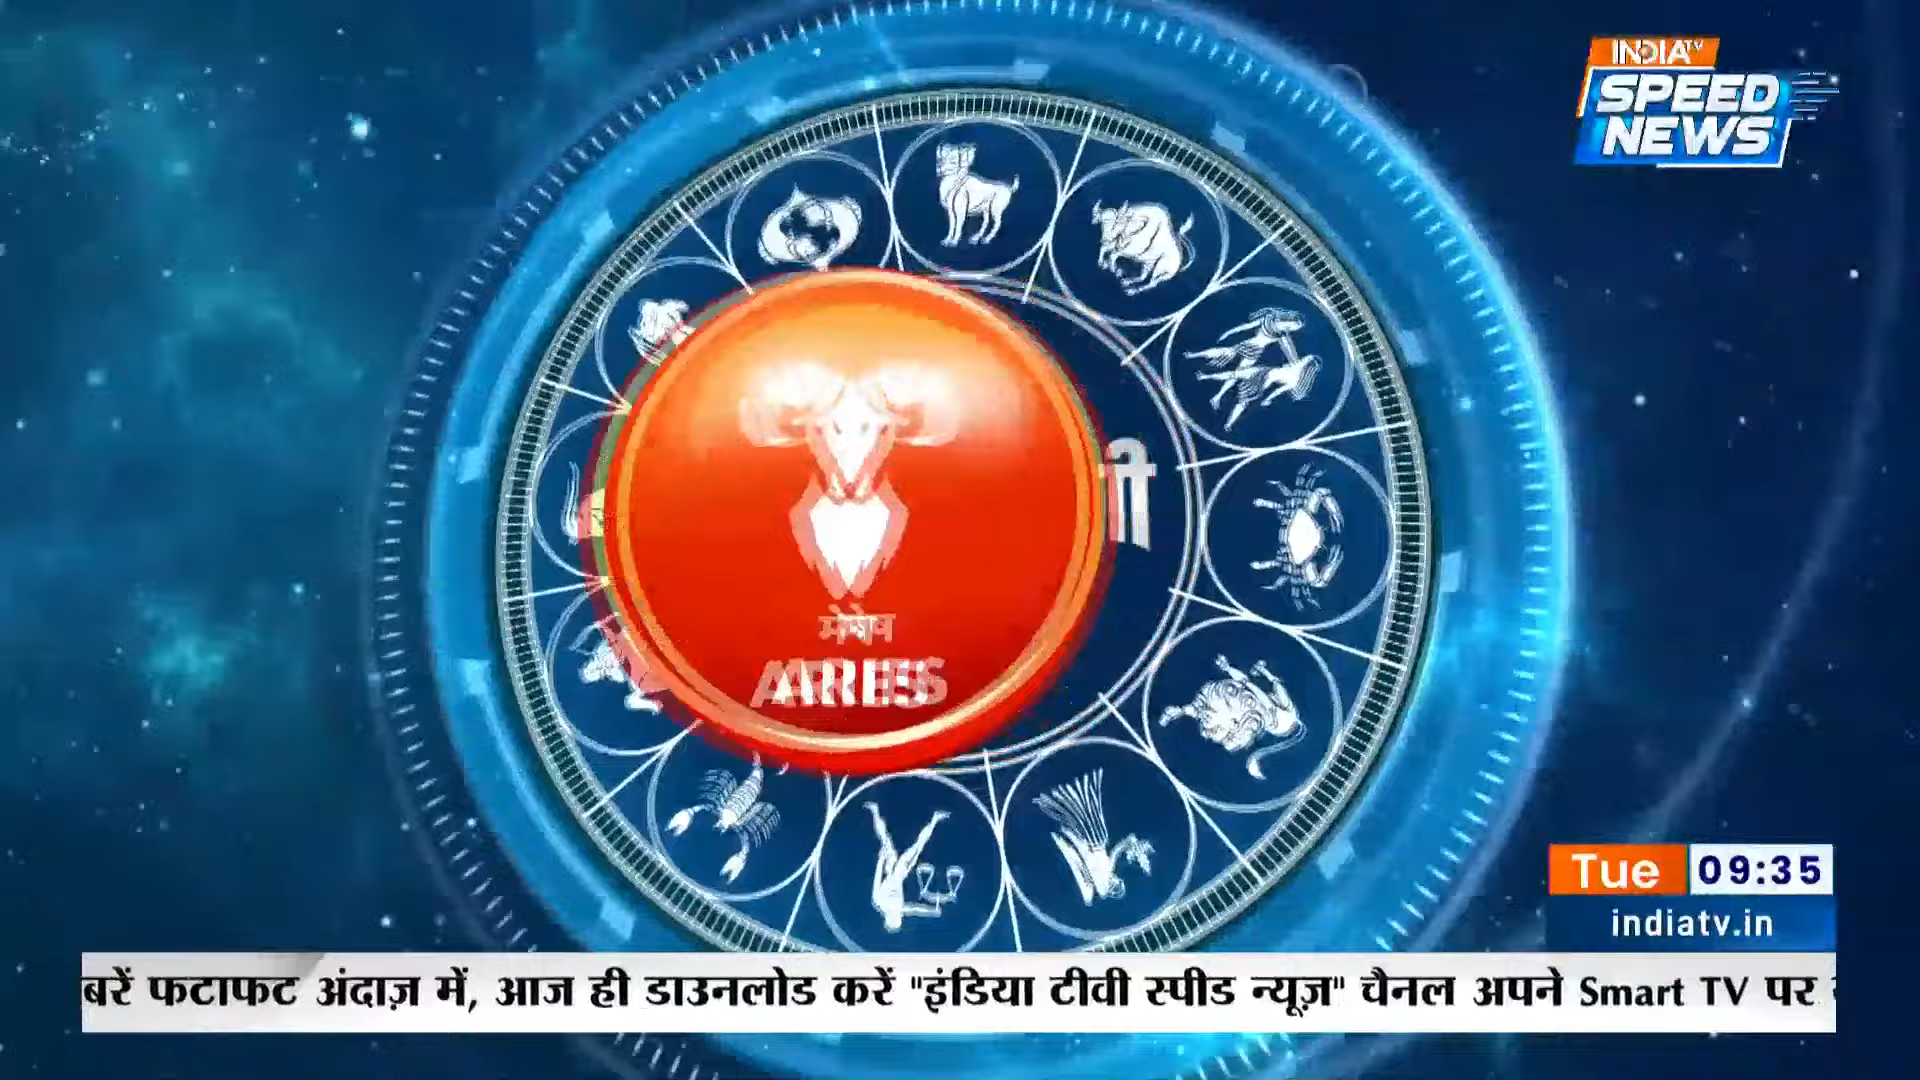 INDIA TV
SPEED
NEWS
मेष
ARIES
Tue 09:35
indiatv.in
बरें फटाफट अंदाज़ में, आज ही डाउनलोड करें "इंडिया टीवी स्पीड न्यूज़" चैनल अपने Smart TV पर